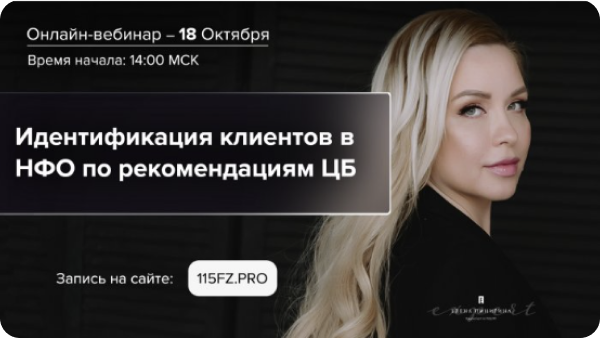 Онлайн-вебинар – 18 Октября
Время начала: 14:00 МСК
Идентификация клиентов в
НФО по рекомендациям ЦБ
Запись на сайте: 115FZ.PRO
expert